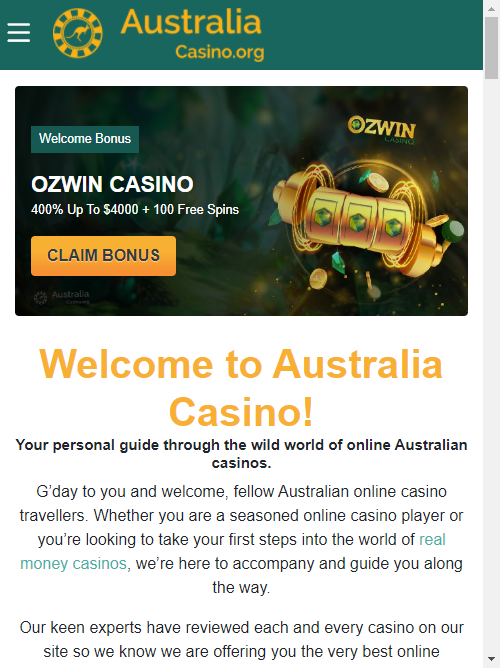 Australia
Casino.org
Welcome Bonus
OZWIN
CASINO
OZWIN CASINO
400% Up To $4000 + 100 Free Spins
CLAIM BONUS
Australia
Casino.org
Welcome to Australia
Casino!
Your personal guide through the wild world of online Australian
casinos.
G’day to you and welcome, fellow Australian online casino
travellers. Whether you are a seasoned online casino player or
you’re looking to take your first steps into the world of real
money casinos, we’re here to accompany and guide you along
the way.
Our keen experts have reviewed each and every casino on our
site so we know we are offering you the very best online